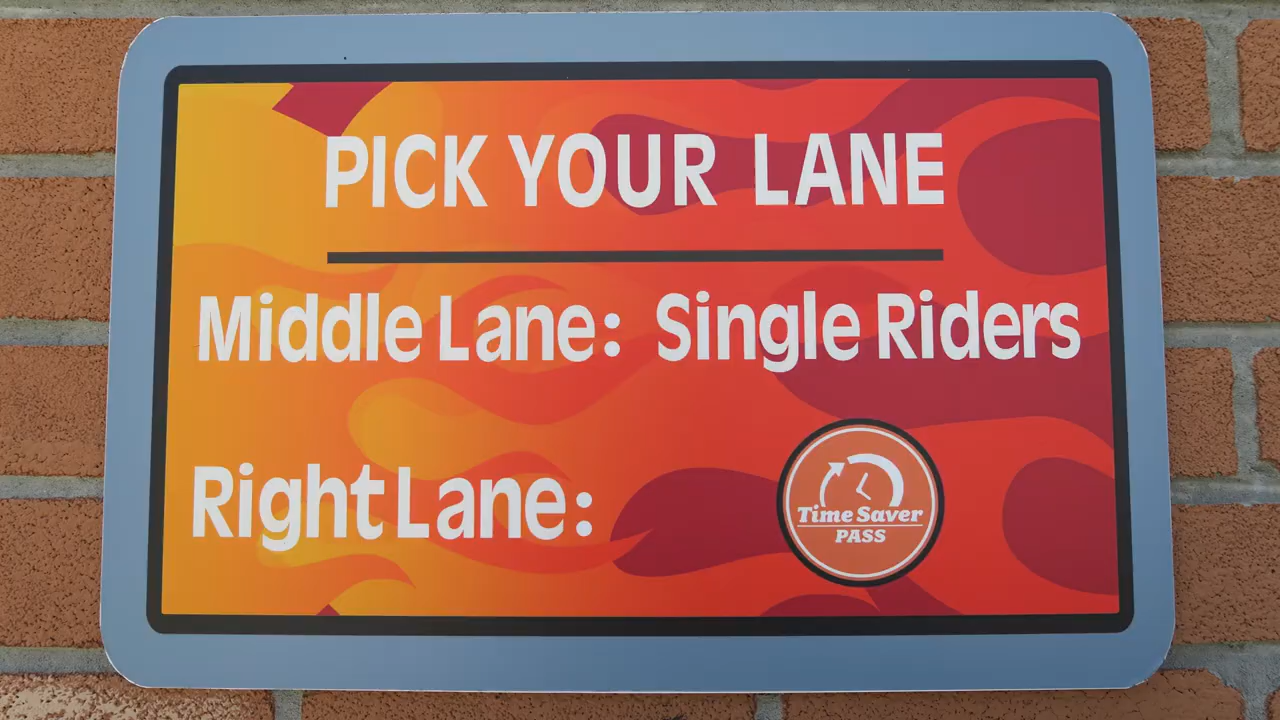 PICK YOUR LANE
Middle Lane: Single Riders
Right Lane:
Time Saver
PASS